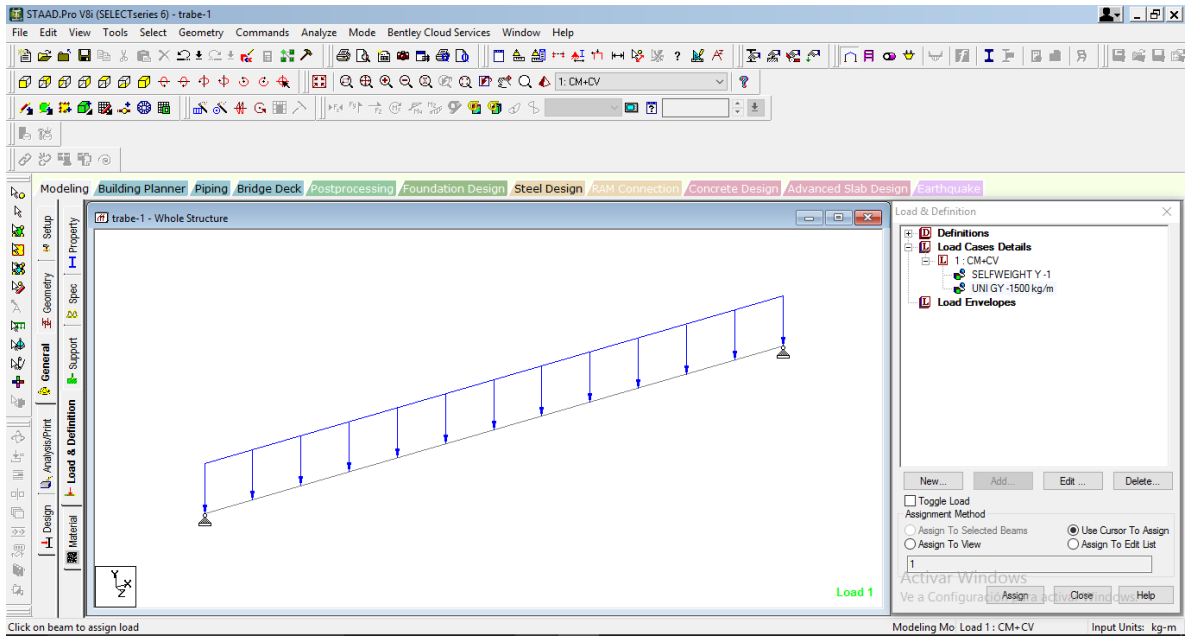 STAAD.Pro V8i (SELECTseries 6) - trabe-1
File Edit View Tools Select Geometry Commands Analyze Mode Bentley Cloud Services Window Help
1: CM+CV
Modeling Building Planner Piping Bridge Deck Postprocessing Foundation Design Steel Design RAM Connection Concrete Design Advanced Slab Design Earthquake
Setup
Geometry
General
Analysis/Print
Design
Property
Spec
Support
Load & Definition
Material
trabe-1 - Whole Structure
Y
X
Z
Load 1
Load & Definition
Definitions
Load Cases Details
1 : CM+CV
SELFWEIGHT Y -1
UNI GY -1500 kg/m
Load Envelopes
New... Add... Edit ... Delete...
Toggle Load
Assignment Method
Assign To Selected Beams Use Cursor To Assign
Assign To View Assign To Edit List
1
Activar Windows
Assign Close Help
Click on beam to assign load Modeling Mo Load 1 : CM+CV Input Units: kg-m